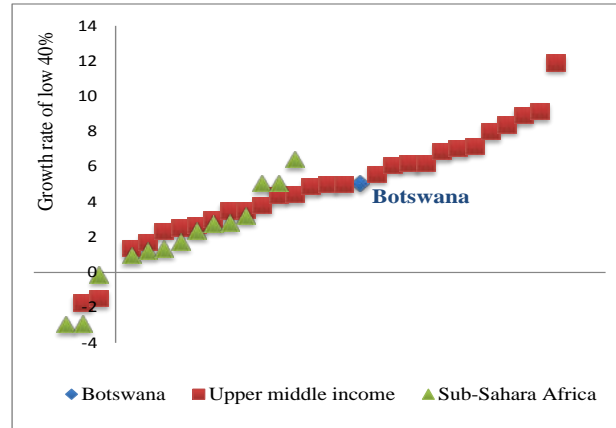 Growth rate of low 40%
14
12
10
8
6
4
2
0
-2
-4
Botswana
Botswana
Upper middle income
Sub-Sahara Africa